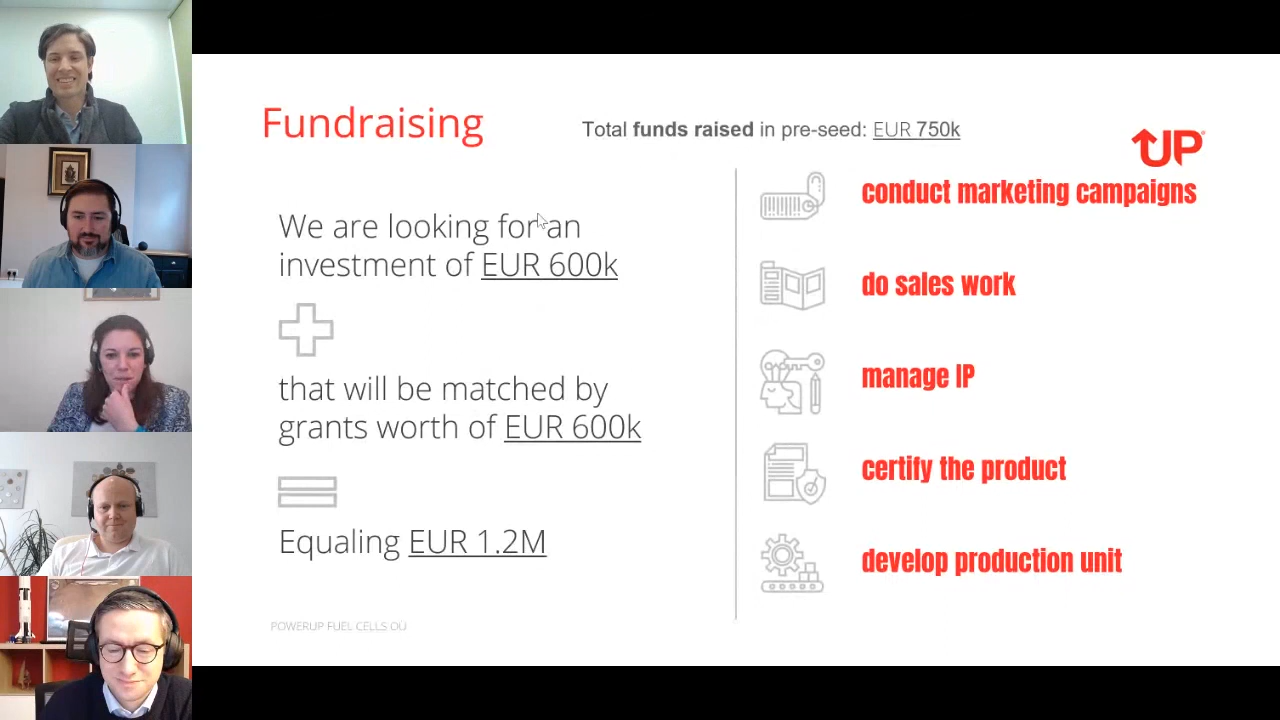 Fundraising
Total funds raised in pre-seed: EUR 750k
UP
We are looking for an
investment of EUR 600k
that will be matched by
grants worth of EUR 600k
Equaling EUR 1.2M
conduct marketing campaigns
do sales work
manage IP
certify the product
develop production unit
POWERUP FUEL CELLS OÜ